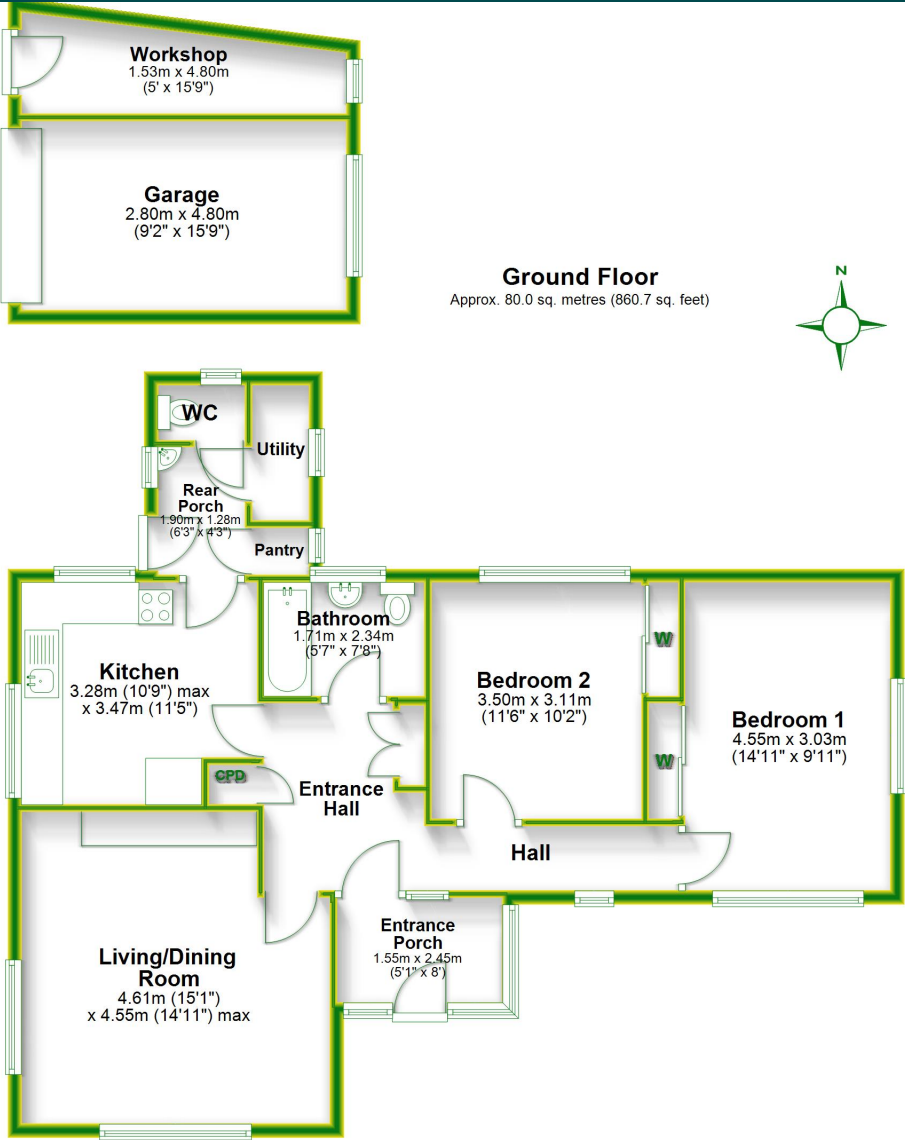 Workshop
1.53m x 4.80m
(5' x 15'9")
Garage
2.80m x 4.80m
(9'2" x 15'9")
Ground Floor
Approx. 80.0 sq. metres (860.7 sq. feet)
N
WC
Utility
Rear
Porch
1.90m x 1.28m
(6'3" x 4'3")
Pantry
Bathroom
1.71m x 2.34m
(5'7" x 7'8")
Kitchen
3.28m (10'9") max
x 3.47m (11'5")
Bedroom 2
3.50m x 3.11m
(11'6" x 10'2")
W
W
Bedroom 1
4.55m x 3.03m
(14'11" x 9'11")
CPD
Entrance
Hall
Hall
Entrance
Porch
1.55m x 2.45m
(5'1" x 8')
Living/Dining
Room
4.61m (15'1")
x 4.55m (14'11") max